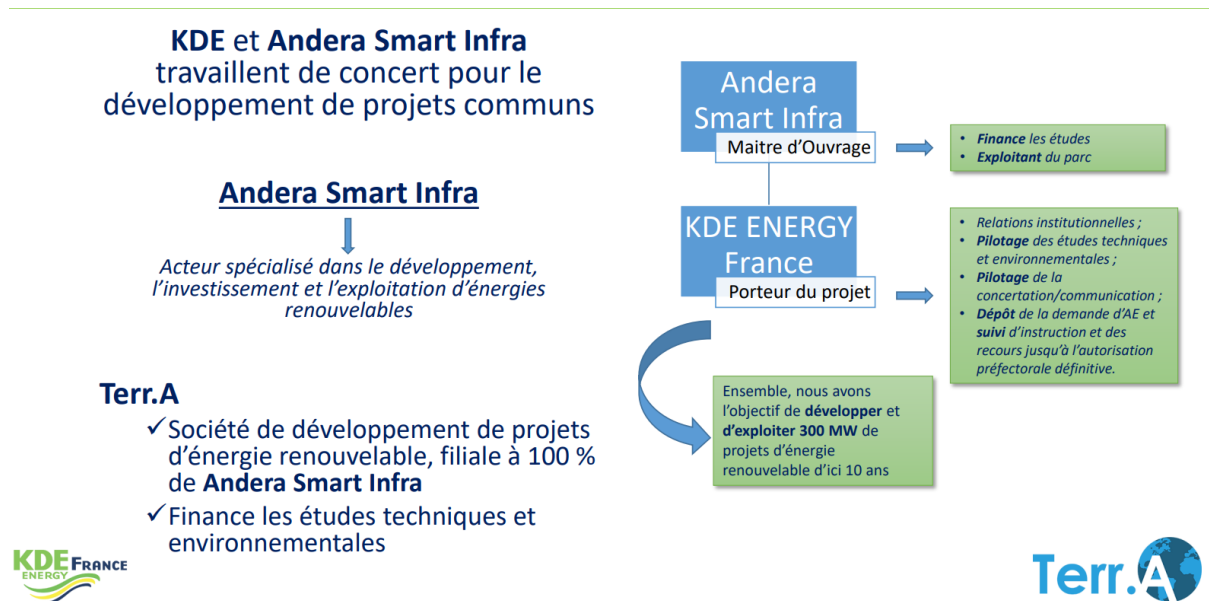 KDE et Andera Smart Infra
travaillent de concert pour le
développement de projets communs
Andera Smart Infra
Acteur spécialisé dans le développement,
l'investissement et l'exploitation d'énergies
renouvelables
Terr.A
✓Société de développement de projets
d'énergie renouvelable, filiale à 100 %
de Andera Smart Infra
✓Finance les études techniques et
environnementales
Andera
Smart Infra
Maitre d'Ouvrage
• Finance les études
• Exploitant du parc
KDE ENERGY
France
Porteur du projet
• Relations institutionnelles ;
• Pilotage des études techniques
et environnementales ;
• Pilotage de la
concertation/communication ;
• Dépôt de la demande d'AE et
suivi d'instruction et des
recours jusqu'à l'autorisation
préfectorale définitive.
Ensemble, nous avons
l'objectif de développer et
d'exploiter 300 MW de
projets d'énergie
renouvelable d'ici 10 ans
KDE FRANCE
ENERGY
Terr.A